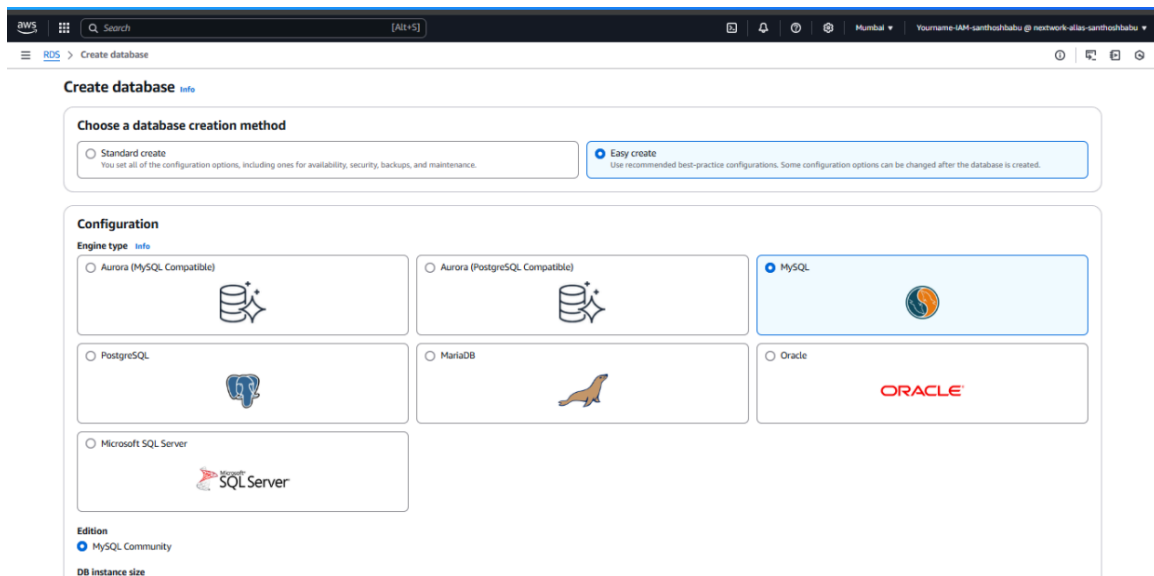 aws
Search [Alt+S] Mumbai Yourname-IAM-santhoshbabu @ nextwork-alias-santhoshbabu
RDS > Create database
Create database Info
Choose a database creation method
Standard create
You set all of the configuration options, including ones for availability, security, backups, and maintenance.
Easy create
Use recommended best-practice configurations. Some configuration options can be changed after the database is created.
Configuration
Engine type Info
Aurora (MySQL Compatible)
Aurora (PostgreSQL Compatible)
MySQL
PostgreSQL
MariaDB
Oracle
ORACLE
Microsoft SQL Server
Microsoft
SQL Server
Edition
MySQL Community
DB instance size